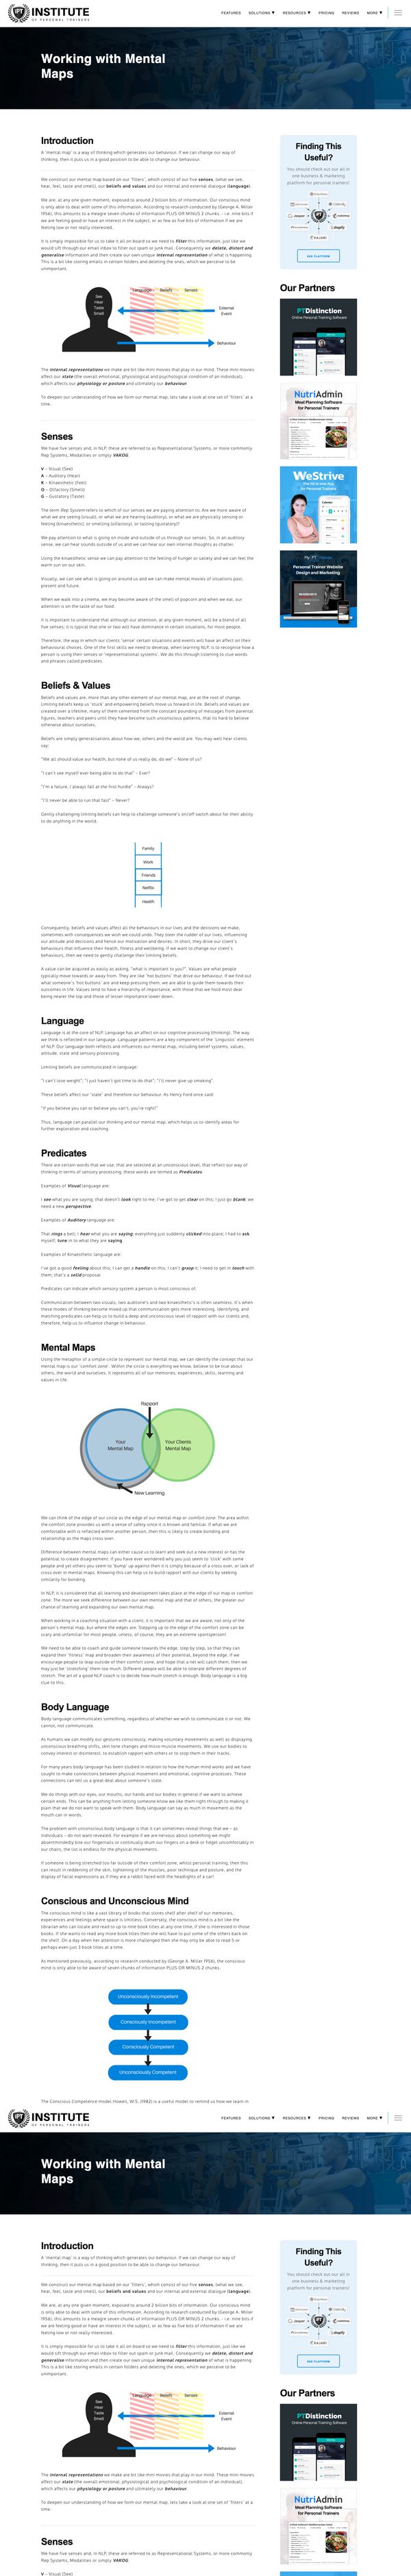 INSTITUTE
OF PERSONAL TRAINERS
FEATURES SOLUTIONS ▼ RESOURCES ▼ PRICING REVIEWS MORE ▼
Working with Mental
Maps
Introduction
A 'mental map' is a way of thinking which generates our behaviour. If we can change our way of
thinking, then it puts us in a good position to be able to change our behaviour.
We construct our mental map based on our 'filters', which consist of our five senses, (what we see,
hear, feel, taste and smell), our beliefs and values and our internal and external dialogue (language).
We are, at any one given moment, exposed to around 2 billion bits of information. Our conscious mind
is only able to deal with some of this information. According to research conducted by (George A. Miller
1956), this amounts to a meagre seven chunks of information PLUS OR MINUS 2 chunks. – i.e. nine bits if
we are feeling good or have an interest in the subject, or as few as five bits of information if we are
feeling low or not really interested.
It is simply impossible for us to take it all on board so we need to filter this information, just like we
would sift through our email inbox to filter out spam or junk mail. Consequently we delete, distort and
generalise information and then create our own unique internal representation of what is happening.
This is a bit like storing emails in certain folders and deleting the ones, which we perceive to be
unimportant.
See
Hear
Taste
Smell
Language Beliefs Senses
External
Event
Behaviour
The internal representations we make are bit like mini movies that play in our mind. These mini movies
affect our state (the overall emotional, physiological and psychological condition of an individual),
which affects our physiology or posture and ultimately our behaviour.
To deepen our understanding of how we form our mental map, lets take a look at one set of 'filters' at a
time.
Senses
We have five senses and, in NLP, these are referred to as Representational Systems, or more commonly
Rep Systems, Modalities or simply VAKOG.
V – Visual (See)
A – Auditory (Hear)
K – Kinaesthetic (Feel)
O – Olfactory (Smell)
G – Gustatory (Taste)
The term Rep System refers to which of our senses we are paying attention to. Are we more aware of
what we are seeing (visual), or what we are hearing (auditory), or what we are physically sensing or
feeling (kinaesthetic), or smelling (olfactory), or tasting (gustatory)?
We pay attention to what is going on inside and outside of us through our senses. So, in an auditory
sense, we can hear sounds outside of us and we can hear our own mental thoughts or chatter in stereo.
Using the kinaesthetic sense we can pay attention to the feeling of hunger or satiety and we can feel the
warm sun on our skin.
Visually, we can see what is going on around us and we can make mental movies of situations past,
present and future.
When we walk into a cinema, we may become aware of the smell of popcorn and when we eat, our
attention is on the taste of our food.
It is important to understand that although our attention, at any given moment, will be a blend of all
five senses, it is typical that one or two will have dominance in certain situations, for most people.
Therefore, the way in which our clients 'sense' certain situations and events will have an affect on their
behavioural choices. One of the first skills we need to develop, when learning NLP, is to recognise how a
person is using their senses or 'representational systems'. We do this through listening to clue words
and phrases called predicates.
Beliefs & Values
Beliefs and values are, more than any other element of our mental map, are at the root of change.
Limiting beliefs keep us 'stuck' and empowering beliefs move us forward in life. Beliefs and values are
created over a lifetime, many of them cemented from the constant pounding of messages from parental
figures, teachers and peers until they have become such unconscious patterns, that its hard to believe
otherwise about ourselves.
Beliefs are simply generalisations about how we, others and the world are. You may well hear clients
say:
"We all should value our health, but none of us really do, do we" – None of us?
"I can't see myself ever being able to do that" – Ever?
"I'm a failure, I always fall at the first hurdle" – Always?
"I'll never be able to run that fast" – Never?
Gently challenging limiting beliefs can help to challenge someone's on/off switch about for their ability
to do anything in the world.
Family
Work
Friends
Netflix
Health
Consequently, beliefs and values affect all the behaviours in our lives and the decisions we make,
sometimes with consequences we wish we could undo. They steer the rudder of our lives, influencing
our attitude and decisions and hence our motivation and desires. In short, they drive our client's
behaviours that influence their health, fitness and wellbeing. If we want to change our client's
behaviours, then we need to gently challenge their limiting beliefs.
A value can be acquired as easily as asking, "what is important to you?". Values are what people
typically move towards or away from. They are like 'hot buttons' that drive our behaviour. If we find out
what someone's 'hot buttons' are and keep pressing them, we are able to guide them towards their
outcomes in life. Values tend to have a hierarchy of importance, with those that we hold most dear
being nearer the top and those of lesser importance lower down.
Language
Language is at the core of NLP. Language has an affect on our cognitive processing (thinking). The way
we think is reflected in our language. Language patterns are a key component of the 'Linguistic' element
of NLP. Our language both reflects and influences our mental map, including belief systems, values,
attitude, state and sensory processing.
Limiting beliefs are communicated in language:
"I can't lose weight"; "I just haven't got time to do that"; "I'll never give up smoking".
These beliefs affect our 'state' and therefore our behaviour. As Henry Ford once said:
"If you believe you can or believe you can't, you're right!"
Thus, language can parallel our thinking and our mental map, which helps us to identify areas for
further exploration and coaching.
Predicates
There are certain words that we use, that are selected at an unconscious level, that reflect our way of
thinking in terms of sensory processing, these words are termed as Predicates.
Examples of Visual language are:
I see what you are saying; that doesn't look right to me; I've got to get clear on this; I just go blank; we
need a new perspective.
Examples of Auditory language are:
That rings a bell; I hear what you are saying; everything just suddenly clicked into place; I had to ask
myself; tune in to what they are saying.
Examples of Kinaesthetic language are:
I've got a good feeling about this; I can get a handle on this; I can't grasp it; I need to get in touch with
them; that's a solid proposal.
Predicates can indicate which sensory system a person is most conscious of.
Communication between two visuals, two auditorie's and two kinaesthetics's is often seamless, it's when
these modes of thinking become mixed-up that communication gets more interesting. Identifying, and
matching predicates can help us to build a deep and unconscious level of rapport with our clients and,
therefore, help us to influence change in behaviour.
Mental Maps
Using the metaphor of a simple circle to represent our mental map, we can identify the concept that our
mental map is our 'comfort zone'. Within the circle is everything we know, believe to be true about
others, the world and ourselves; it represents all of our memories, experiences, skills, learning and
values in life.
Rapport
Your
Mental Map
Your Clients
Mental Map
New Learning
We can think of the edge of our circle as the edge of our mental map or comfort zone. The area within
the comfort zone provides us with a sense of safety since it is known and familiar. If what we are
comfortable with is reflected within another person, then this is likely to create bonding and
relationship as the maps cross over.
Difference between mental maps can either cause us to learn and seek out a new interest or has the
potential to create disagreement. If you have ever wondered why you just seem to 'click' with some
people and yet others you seem to 'bump' up against then it is simply because of a cross over, or lack of
cross over in mental maps. Knowing this can help us to build rapport with our clients by seeking
similarity for bonding.
In NLP, it is considered that all learning and development takes place at the edge of our map or comfort
zone. The more we seek difference between our own mental map and that of others, the greater our
chance of learning and expanding our own mental map.
When working in a coaching situation with a client, it is important that we are aware, not only of the
person's mental map, but where the edges are. Stepping up to the edge of the comfort zone can be
scary and unfamiliar for most people, unless, of course, they are an extreme sportsperson!
We need to be able to coach and guide someone towards the edge, step by step, so that they can
expand their 'fitness' map and broaden their awareness of their potential, beyond the edge. If we
encourage people to leap outside of their comfort zone, and hope that a net will catch them, then we
may just be 'stretching' them too much. Different people will be able to tolerate different degrees of
stretch. The art of a good NLP coach is to decide how much stretch is enough. Body language is a big
clue to this.
Body Language
Body language communicates something, regardless of whether we wish to communicate it or not. We
cannot, not communicate.
As humans we can modify our gestures consciously, making voluntary movements as well as displaying
unconscious breathing shifts, skin tone changes and micro-muscle movements. We use our bodies to
convey interest or disinterest, to establish rapport with others or to stop them in their tracks.
For many years body language has been studied in relation to how the human mind works and we have
sought to make connections between physical movement and emotional, cognitive processes. These
connections can tell us a great deal about someone's state.
We do things with our eyes, our mouths, our hands and our bodies in general if we want to achieve
certain ends. This can be anything from letting someone know we like them right through to making it
plain that we do not want to speak with them. Body language can say as much in movement as the
mouth can in words.
The problem with unconscious body language is that it can sometimes reveal things that we – as
individuals – do not want revealed. For example if we are nervous about something we might
absentmindedly bite our fingernails or continually drum our fingers on a desk or fidget uncomfortably in
our chairs, the list is endless for the physical movements.
If someone is being stretched too far outside of their comfort zone, whilst personal training, then this
can result in reddening of the skin, tightening of the muscles, poor technique and posture, and the
display of facial expressions as if they are a rabbit faced with the headlights of a car!
Conscious and Unconscious Mind
The conscious mind is like a vast library of books that stores shelf after shelf of our memories,
experiences and feelings where space is limitless. Conversely, the conscious mind is a bit like the
librarian who can locate and read to up to nine book titles at any one time, if she is interested in those
books. If she wants to read any more book titles then she will have to put some of the others back on
the shelf. On a day when her attention is more challenged then she may only be able to read 5 or
perhaps even just 3 book titles at a time.
As mentioned previously, according to research conducted by (George A. Millar 1956), the conscious
mind is only able to be aware of seven chunks of information PLUS OR MINUS 2 chunks.
Unconsciously Incompetent
Consciously Incompetent
Consciously Competent
Unconsciously Competent
The Conscious Competence model, Howell, W.S. (1982) is a useful model to remind us how we learn in
Finding This
Useful?
You should check out our all in
one business & marketing
platform for personal trainers!
Jasper
Shopify
KAJABI
SEE PLATFORM
Our Partners
PTDistinction
Online Personal Training Software
NutriAdmin
Meal Planning Software
for Personal Trainers
WeStrive
The All in one App
for Personal Trainers
Calendar
My PT Website
Personal Trainer Website
Design and Marketing
INSTITUTE
OF PERSONAL TRAINERS
FEATURES SOLUTIONS ▼ RESOURCES ▼ PRICING REVIEWS MORE ▼
Working with Mental
Maps
Introduction
A 'mental map' is a way of thinking which generates our behaviour. If we can change our way of
thinking, then it puts us in a good position to be able to change our behaviour.
We construct our mental map based on our 'filters', which consist of our five senses, (what we see,
hear, feel, taste and smell), our beliefs and values and our internal and external dialogue (language).
We are, at any one given moment, exposed to around 2 billion bits of information. Our conscious mind
is only able to deal with some of this information. According to research conducted by (George A. Miller
1956), this amounts to a meagre seven chunks of information PLUS OR MINUS 2 chunks. – i.e. nine bits if
we are feeling good or have an interest in the subject, or as few as five bits of information if we are
feeling low or not really interested.
It is simply impossible for us to take it all on board so we need to filter this information, just like we
would sift through our email inbox to filter out spam or junk mail. Consequently we delete, distort and
generalise information and then create our own unique internal representation of what is happening.
This is a bit like storing emails in certain folders and deleting the ones, which we perceive to be
unimportant.
See
Hear
Taste
Smell
Language Beliefs Senses
External
Event
Behaviour
The internal representations we make are bit like mini movies that play in our mind. These mini movies
affect our state (the overall emotional, physiological and psychological condition of an individual),
which affects our physiology or posture and ultimately our behaviour.
To deepen our understanding of how we form our mental map, lets take a look at one set of 'filters' at a
time.
Senses
We have five senses and, in NLP, these are referred to as Representational Systems, or more commonly
Rep Systems, Modalities or simply VAKOG.
V – Visual (See)
Finding This
Useful?
You should check out our all in
one business & marketing
platform for personal trainers!
Jasper
Shopify
KAJABI
SEE PLATFORM
Our Partners
PTDistinction
Online Personal Training Software
NutriAdmin
Meal Planning Software
for Personal Trainers